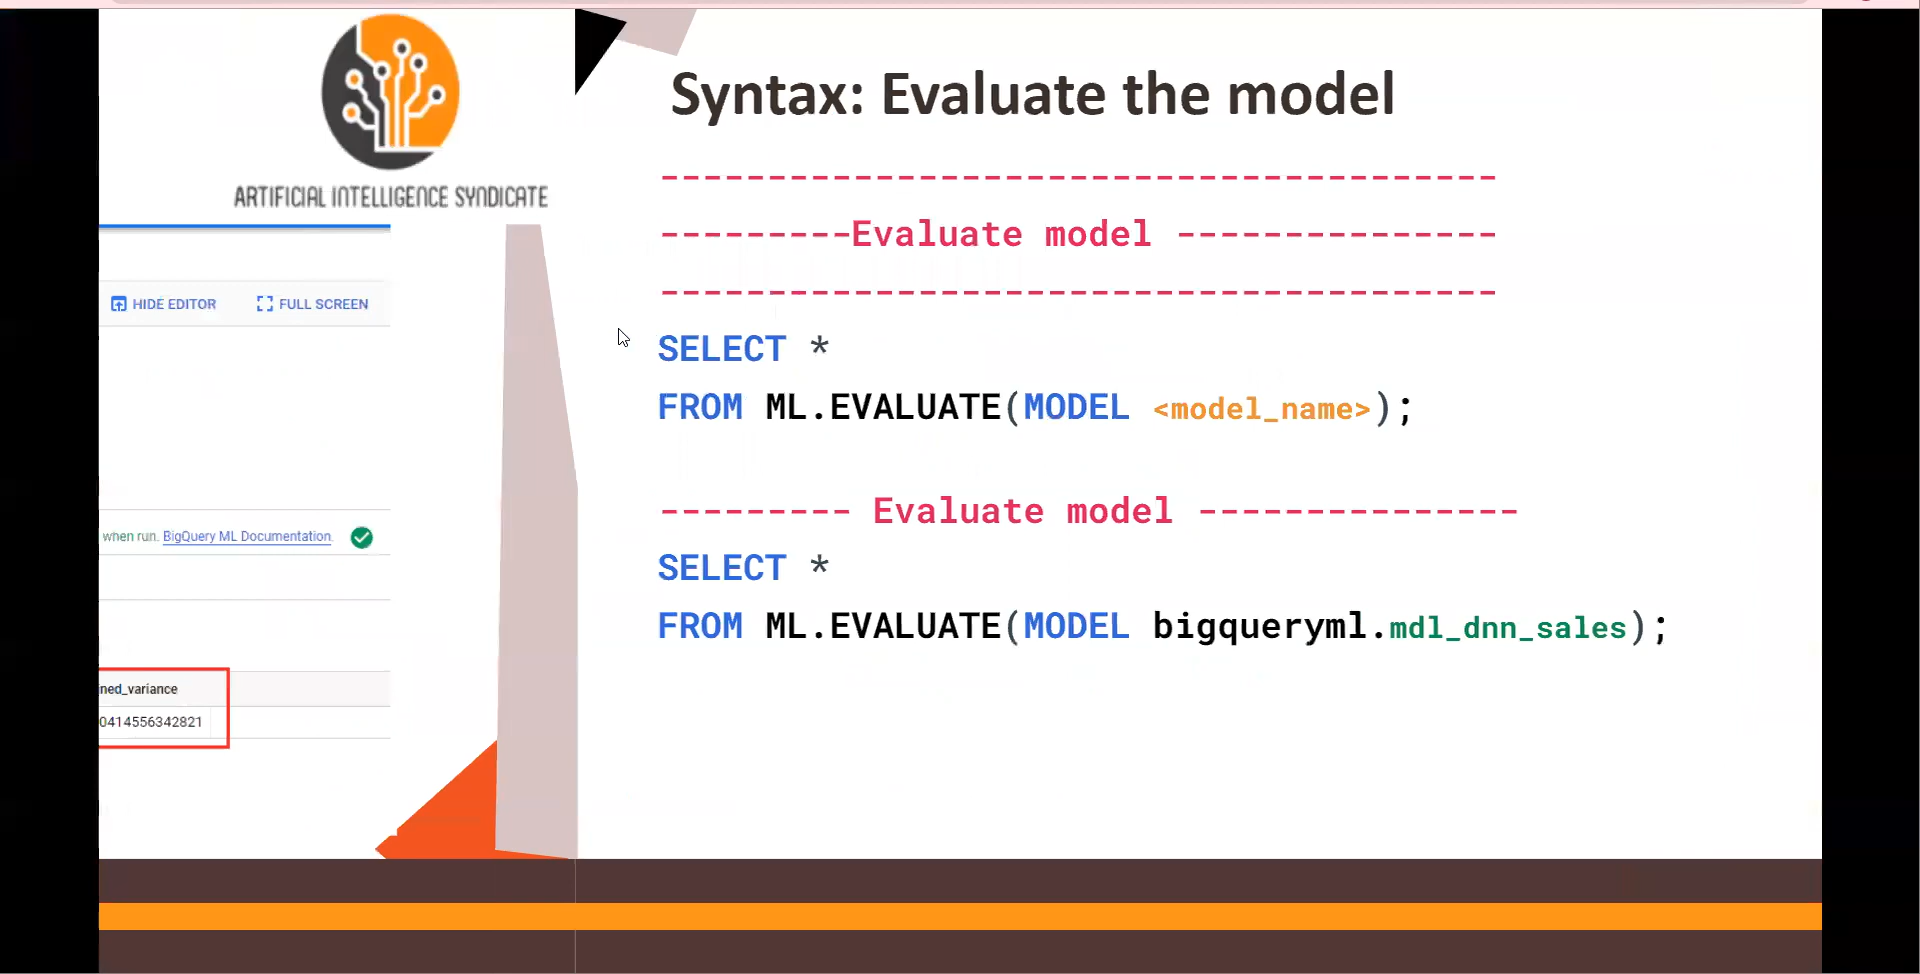 ARTIFICIAL INTELLIGENCE SYNDICATE
HIDE EDITOR FULL SCREEN
when run. BigQuery ML Documentation.
ned_variance
0414556342821
Syntax: Evaluate the model
---------------------------------------
---------Evaluate model ---------------
---------------------------------------
SELECT *
FROM ML.EVALUATE(MODEL <model_name>);
--------- Evaluate model ---------------
SELECT *
FROM ML.EVALUATE(MODEL bigqueryml.mdl_dnn_sales);